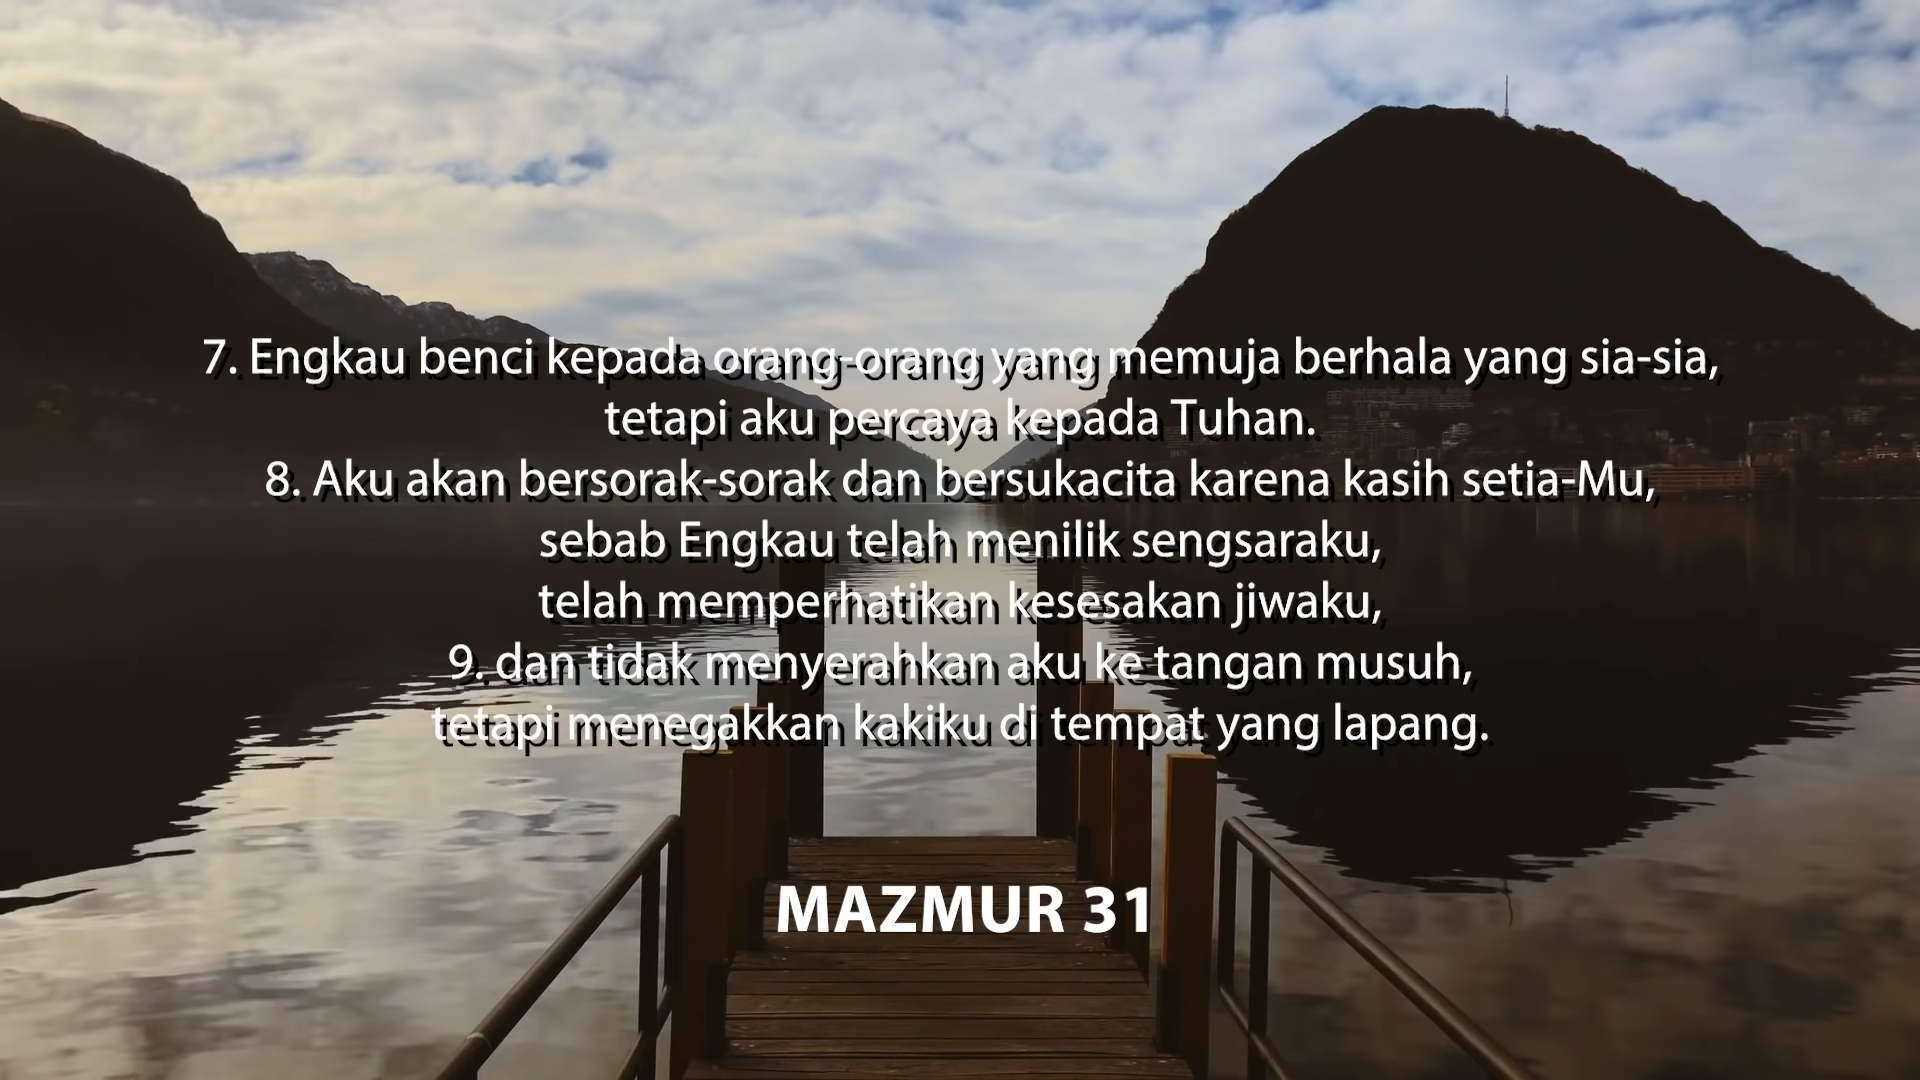 7. Engkau benci kepada orang-orang yang memuja berhala yang sia-sia,
tetapi aku percaya kepada Tuhan.
8. Aku akan bersorak-sorak dan bersukacita karena kasih setia-Mu,
sebab Engkau telah menilik sengsaraku,
telah memperhatikan kesesakan jiwaku,
9. dan tidak menyerahkan aku ke tangan musuh,
tetapi menegakkan kakiku di tempat yang lapang.
MAZMUR 31